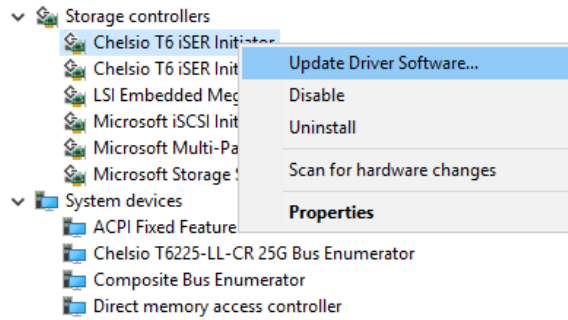 Storage controllers
Chelsio T6 iSER Initiator
Update Driver Software...
Chelsio T6 iSER Init
Disable
LSI Embedded Meg
Microsoft iSCSI Init
Uninstall
Microsoft Multi-Pa
Microsoft Storage
Scan for hardware changes
System devices
Properties
ACPI Fixed Feature
Chelsio T6225-LL-CR 25G Bus Enumerator
Composite Bus Enumerator
Direct memory access controller